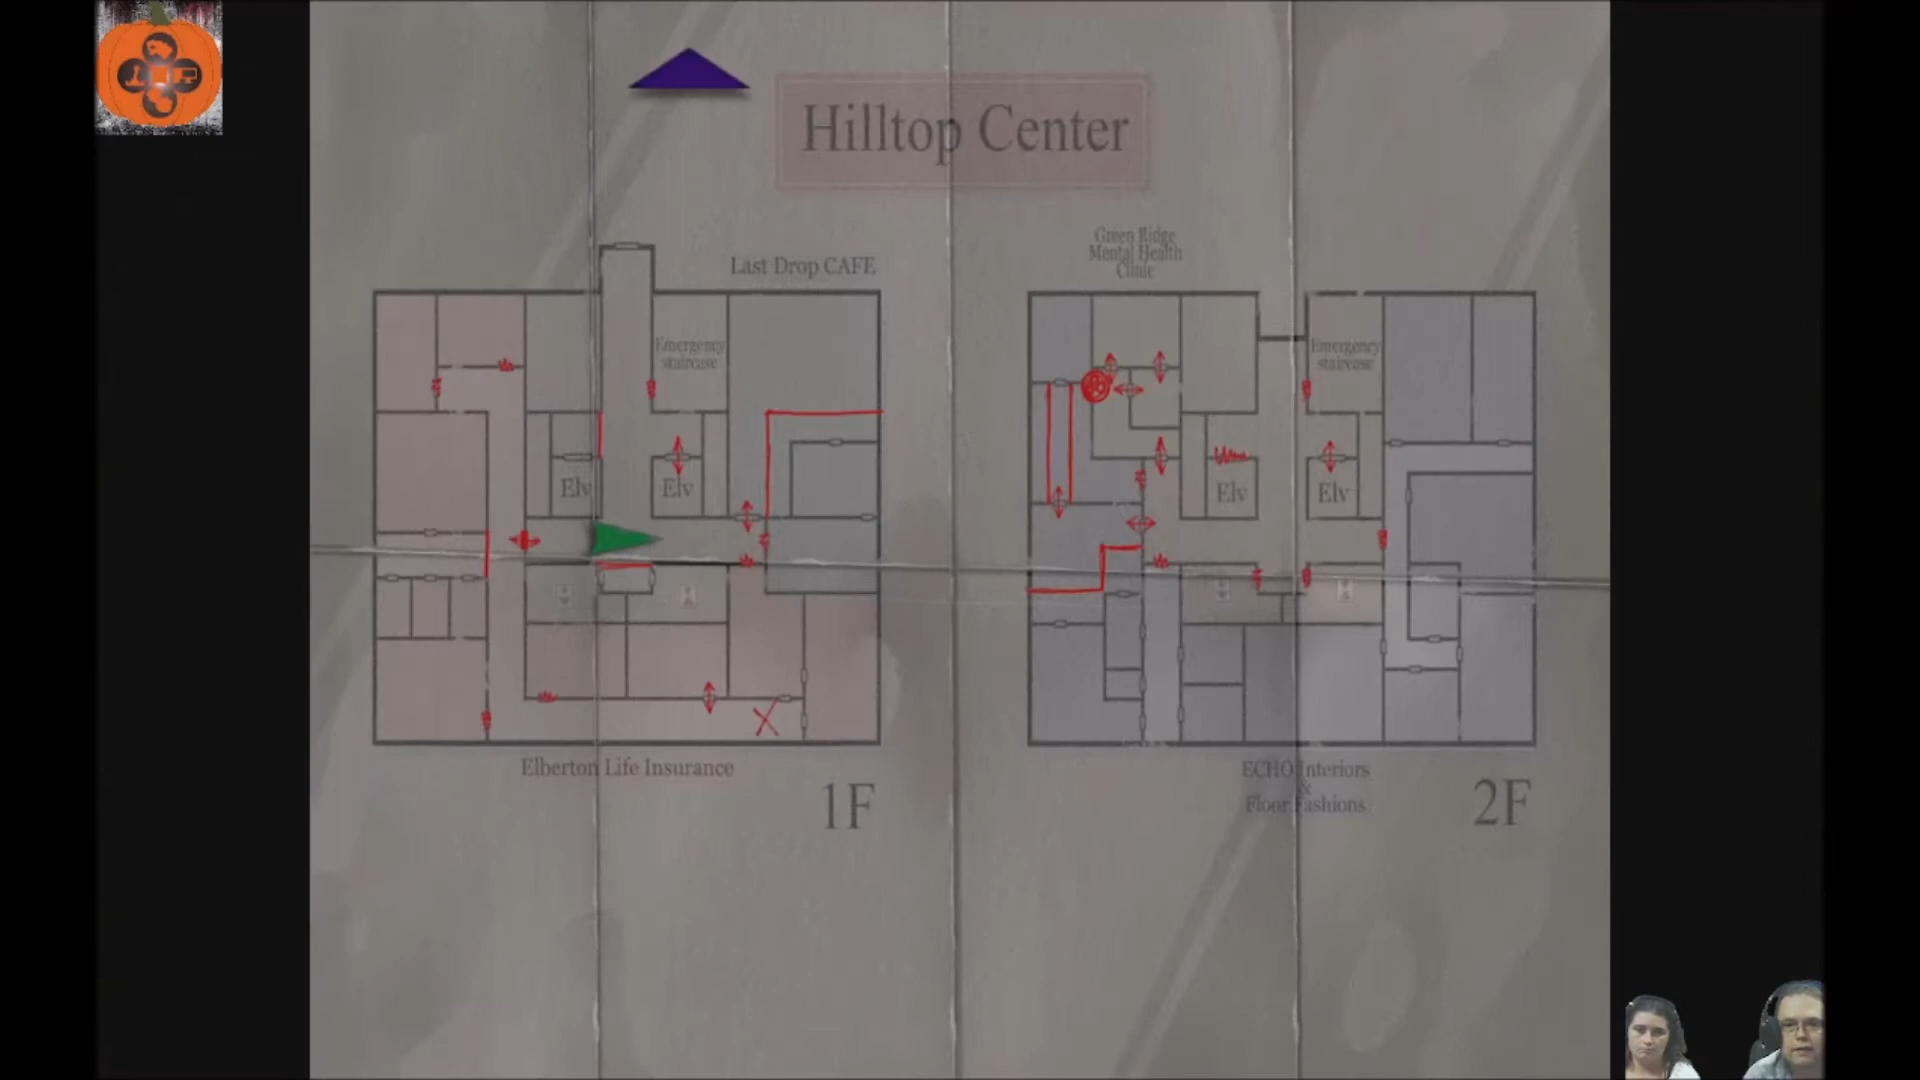 Hilltop Center
Last Drop CAFE
Emergency
staircase
Elv
Elv
Elberton Life Insurance
1F
Green Ridge
Mental Health
Clinic
Emergency
staircase
Elv
Elv
ECHO Interiors
&
Floor Fashions
2F